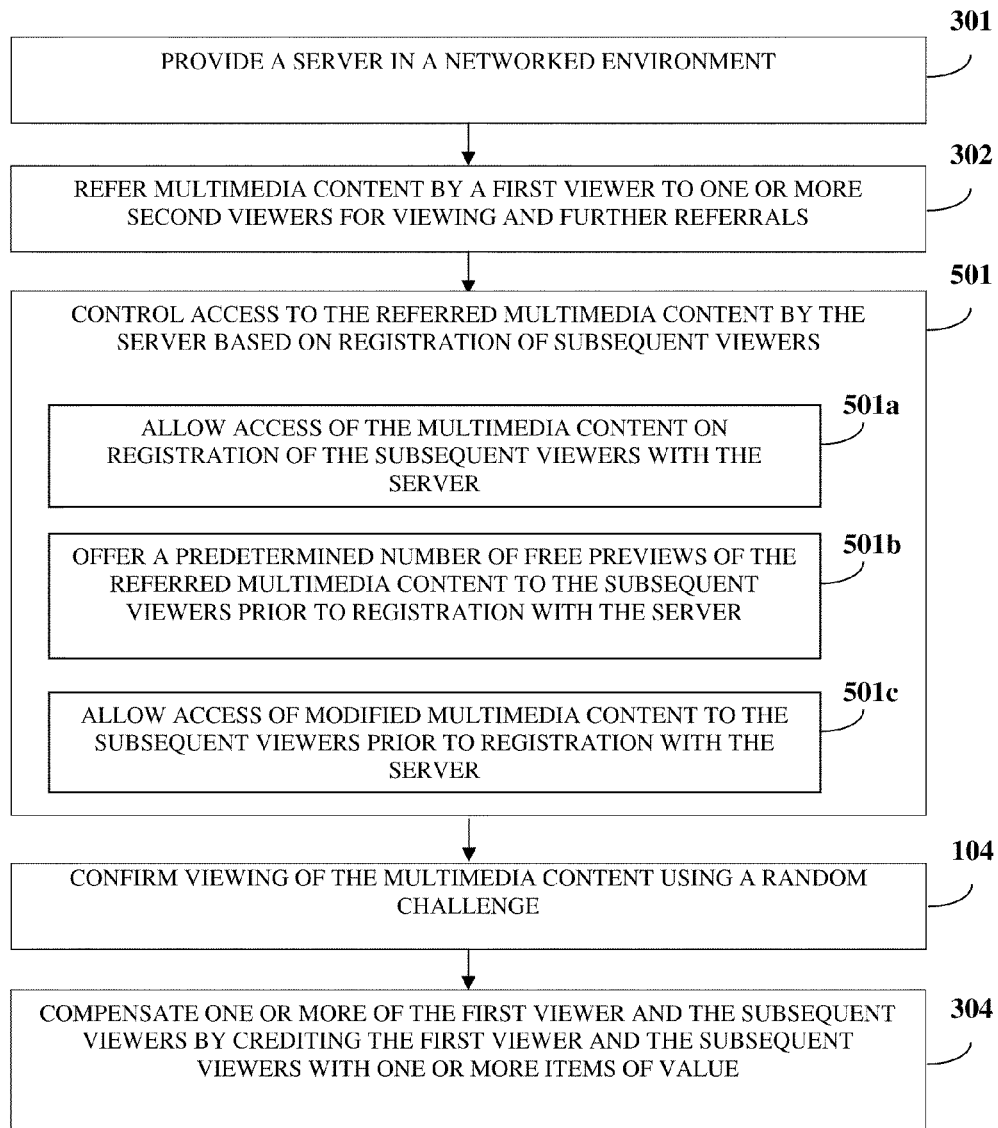 301
PROVIDE A SERVER IN A NETWORKED ENVIRONMENT
302
REFER MULTIMEDIA CONTENT BY A FIRST VIEWER TO ONE OR MORE
SECOND VIEWERS FOR VIEWING AND FURTHER REFERRALS
501
CONTROL ACCESS TO THE REFERRED MULTIMEDIA CONTENT BY THE
SERVER BASED ON REGISTRATION OF SUBSEQUENT VIEWERS
501a
ALLOW ACCESS OF THE MULTIMEDIA CONTENT ON
REGISTRATION OF THE SUBSEQUENT VIEWERS WITH THE
SERVER
501b
OFFER A PREDETERMINED NUMBER OF FREE PREVIEWS OF THE
REFERRED MULTIMEDIA CONTENT TO THE SUBSEQUENT
VIEWERS PRIOR TO REGISTRATION WITH THE SERVER
501c
ALLOW ACCESS OF MODIFIED MULTIMEDIA CONTENT TO THE
SUBSEQUENT VIEWERS PRIOR TO REGISTRATION WITH THE
SERVER
104
CONFIRM VIEWING OF THE MULTIMEDIA CONTENT USING A RANDOM
CHALLENGE
304
COMPENSATE ONE OR MORE OF THE FIRST VIEWER AND THE SUBSEQUENT
VIEWERS BY CREDITING THE FIRST VIEWER AND THE SUBSEQUENT
VIEWERS WITH ONE OR MORE ITEMS OF VALUE